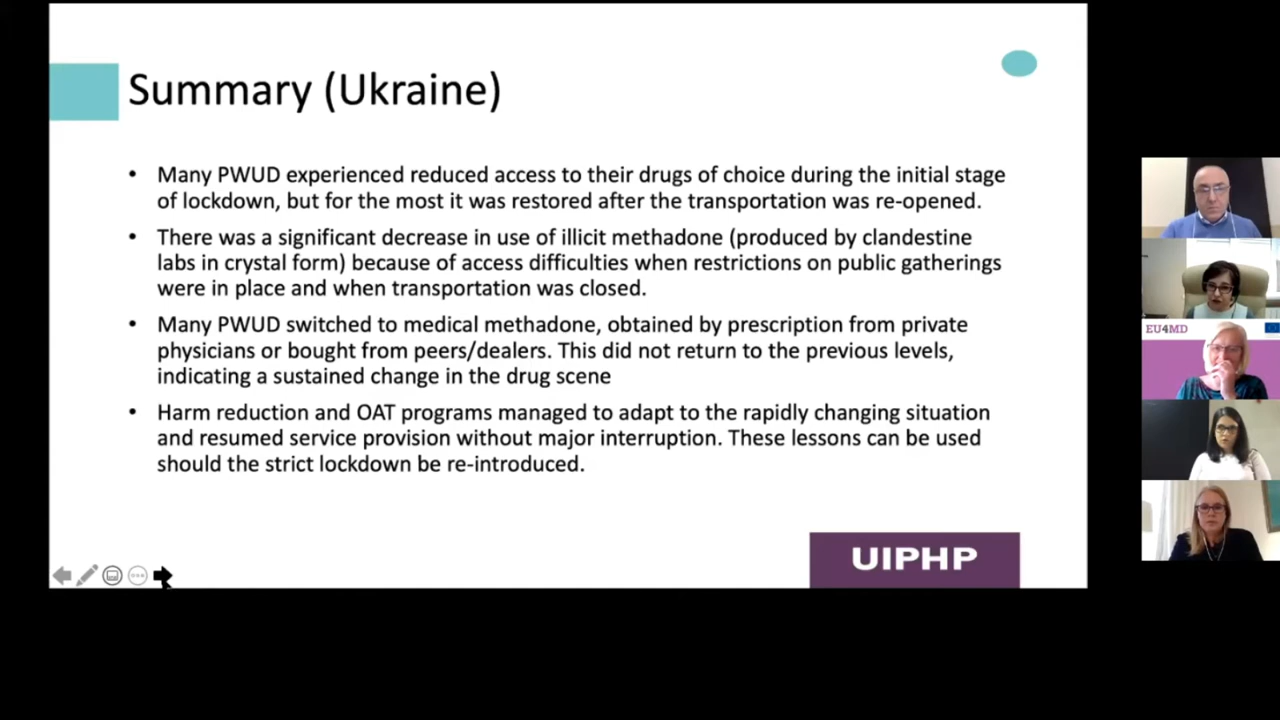 Summary (Ukraine)
• Many PWUD experienced reduced access to their drugs of choice during the initial stage
of lockdown, but for the most it was restored after the transportation was re-opened.
• There was a significant decrease in use of illicit methadone (produced by clandestine
labs in crystal form) because of access difficulties when restrictions on public gatherings
were in place and when transportation was closed.
• Many PWUD switched to medical methadone, obtained by prescription from private
physicians or bought from peers/dealers. This did not return to the previous levels,
indicating a sustained change in the drug scene
• Harm reduction and OAT programs managed to adapt to the rapidly changing situation
and resumed service provision without major interruption. These lessons can be used
should the strict lockdown be re-introduced.
UIPHP
EU4MD